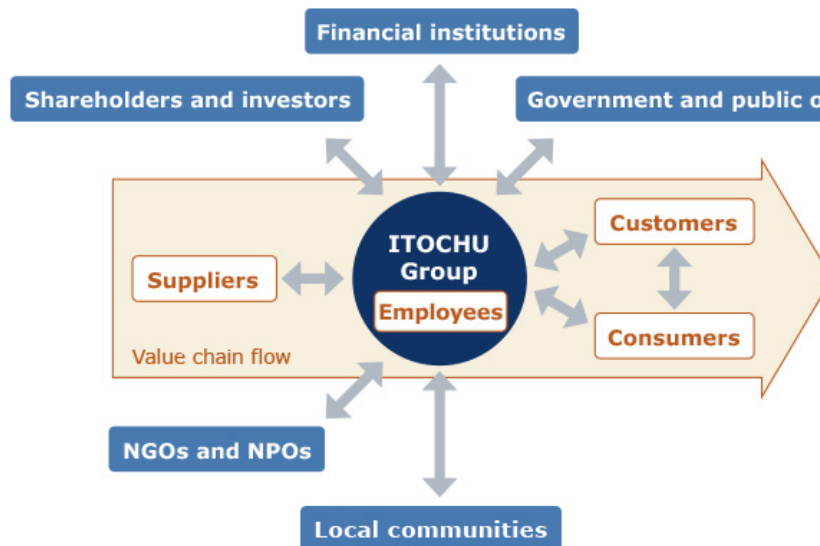 Financial institutions
Shareholders and investors
Government and public
ITOCHU
Group
Employees
Suppliers
Customers
Consumers
Value chain flow
NGOs and NPOs
Local communities